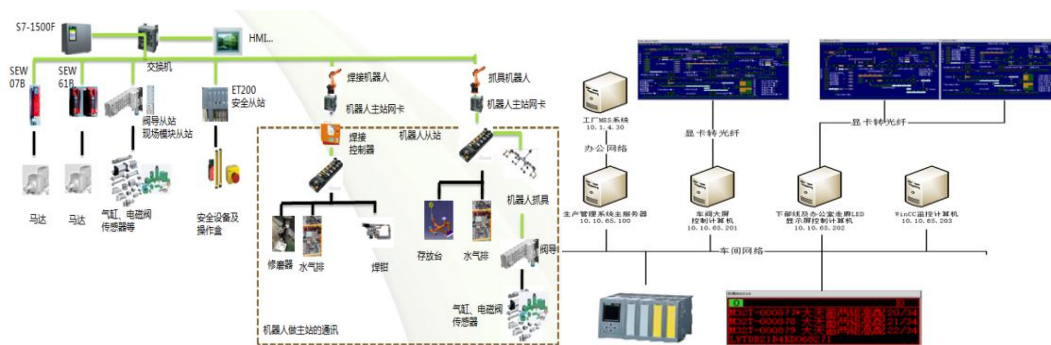 S7-1500F
HMI...
交换机
SEW
07B
SEW
61B
阀导从站
现场模块从站
ET200
安全从站
焊接机器人
机器人主站网卡
抓具机器人
机器人主站网卡
焊接
控制器
机器人从站
机器人抓具
马达
马达
气缸、电磁阀
传感器等
安全设备及
操作盒
修磨器
水气排
焊钳
存放台
水气排
阀导
气缸、电磁阀
传感器
机器人做主站的通讯
工厂MES系统
10.1.4.30
办公网络
显卡转光纤
显卡转光纤
生产管理系统主服务器
10.10.65.100
车间大屏
控制计算机
10.10.65.201
下部线及办公室走廊LED
显示屏控制计算机
10.10.65.202
WinCC监控计算机
10.10.65.203
车间网络